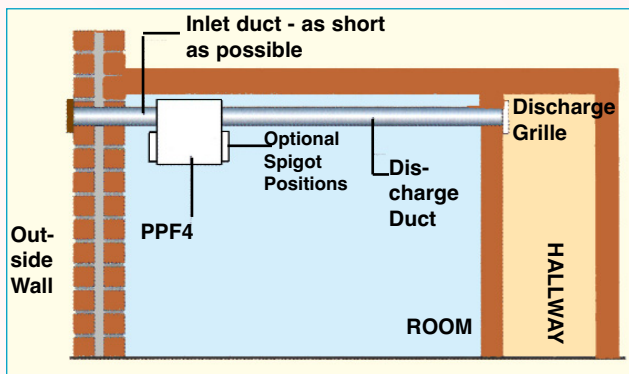 Inlet duct - as short
as possible
Discharge
Grille
Optional
Spigot
Positions
Dis-
charge
Duct
PPF4
Out-
side
Wall
HALLWAY
ROOM